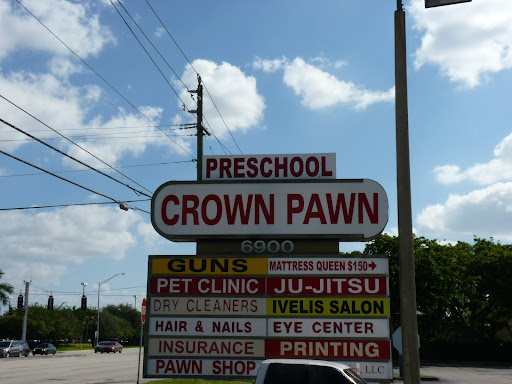 PRESCHOOL
CROWN PAWN
6900
GUNS MATTRESS QUEEN $150
PET CLINIC JU-JITSU
DRY CLEANERS IVELIS SALON
HAIR & NAILS EYE CENTER
INSURANCE PRINTING
PAWN SHOP LLC